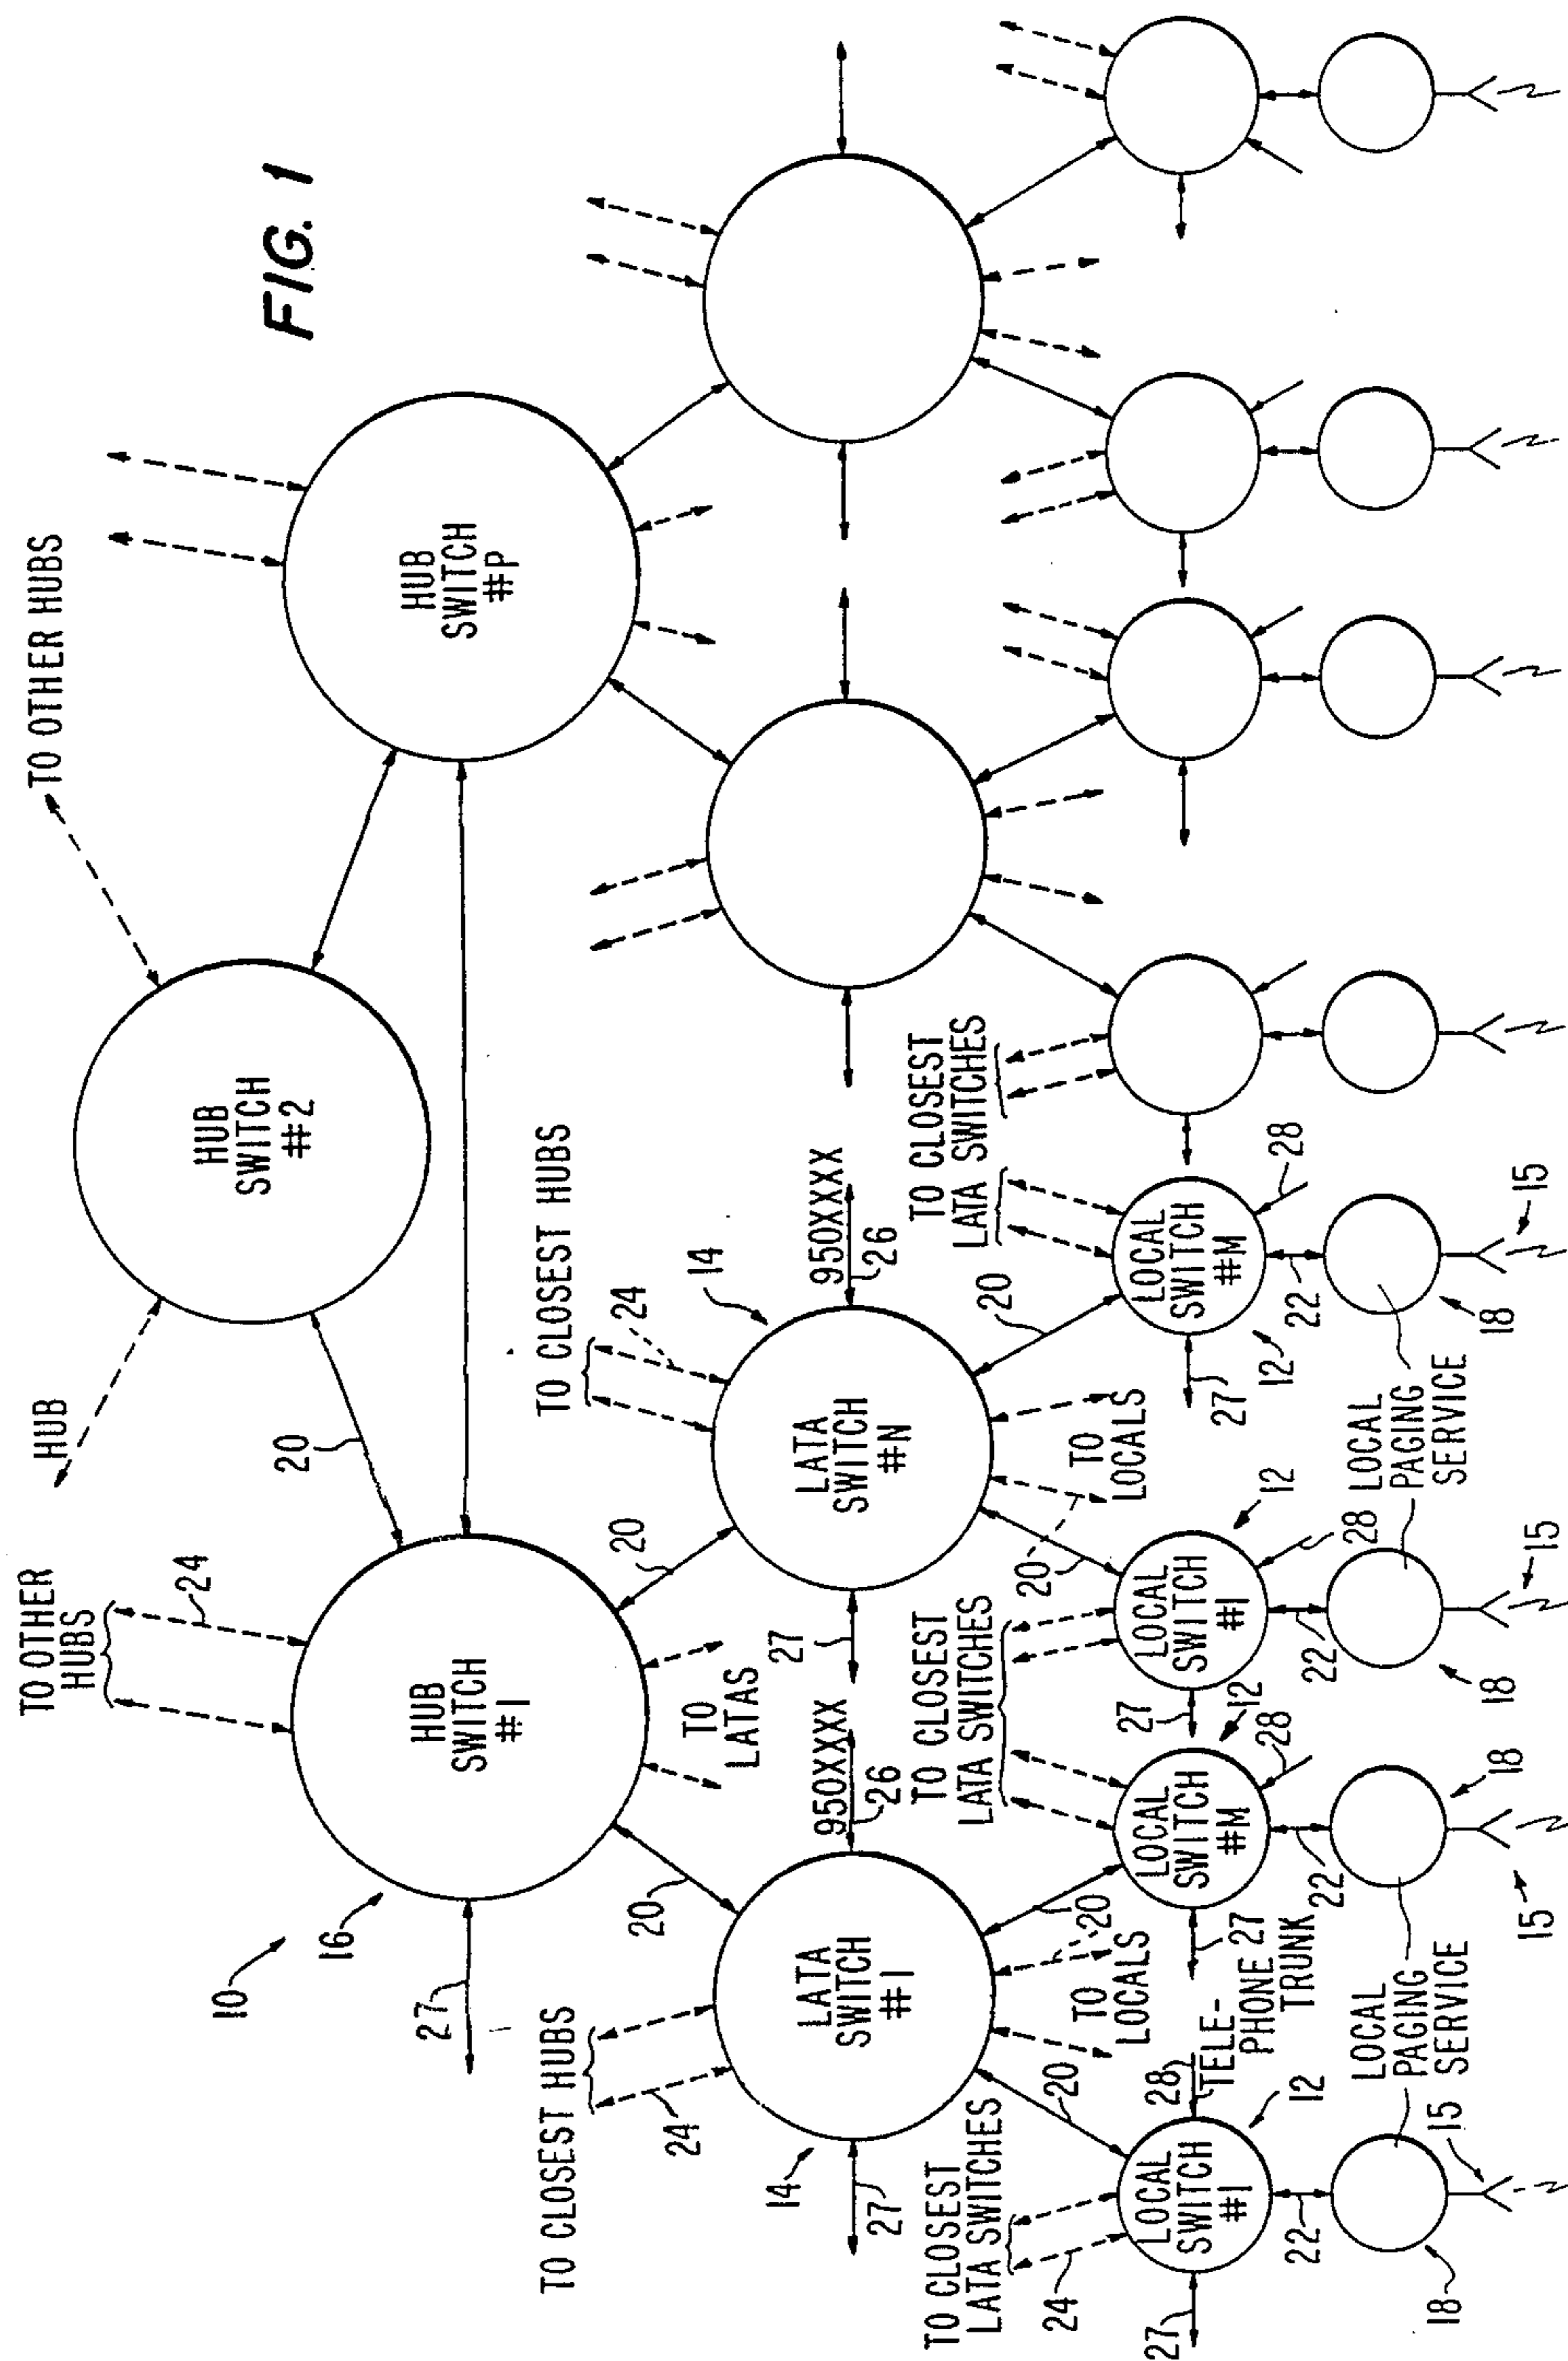 FIG. 1
TO OTHER HUBS
HUB
TO OTHER
HUBS
24
20
10
16
27
HUB
SWITCH
#1
HUB
SWITCH
#2
HUB
SWITCH
#P
TO
LATAS
20
20
TO CLOSEST HUBS
24
TO CLOSEST HUBS
24
14
14
LATA
SWITCH
#1
LATA
SWITCH
#N
27
950XXXX
26
27
950XXXX
26
TO CLOSEST
LATA SWITCHES
24
20
TO
LOCALS
20
TO CLOSEST
LATA SWITCHES
20
TO
LOCALS
20
TO CLOSEST
LATA SWITCHES
27
LOCAL
SWITCH
#1
28
TELE-
PHONE
TRUNK
12
27
LOCAL
SWITCH
#M
28
12
27
LOCAL
SWITCH
#1
28
12
27
LOCAL
SWITCH
#M
28
12
22
22
22
22
18
15
LOCAL
PAGING
SERVICE
18
15
18
15
LOCAL
PAGING
SERVICE
18
15